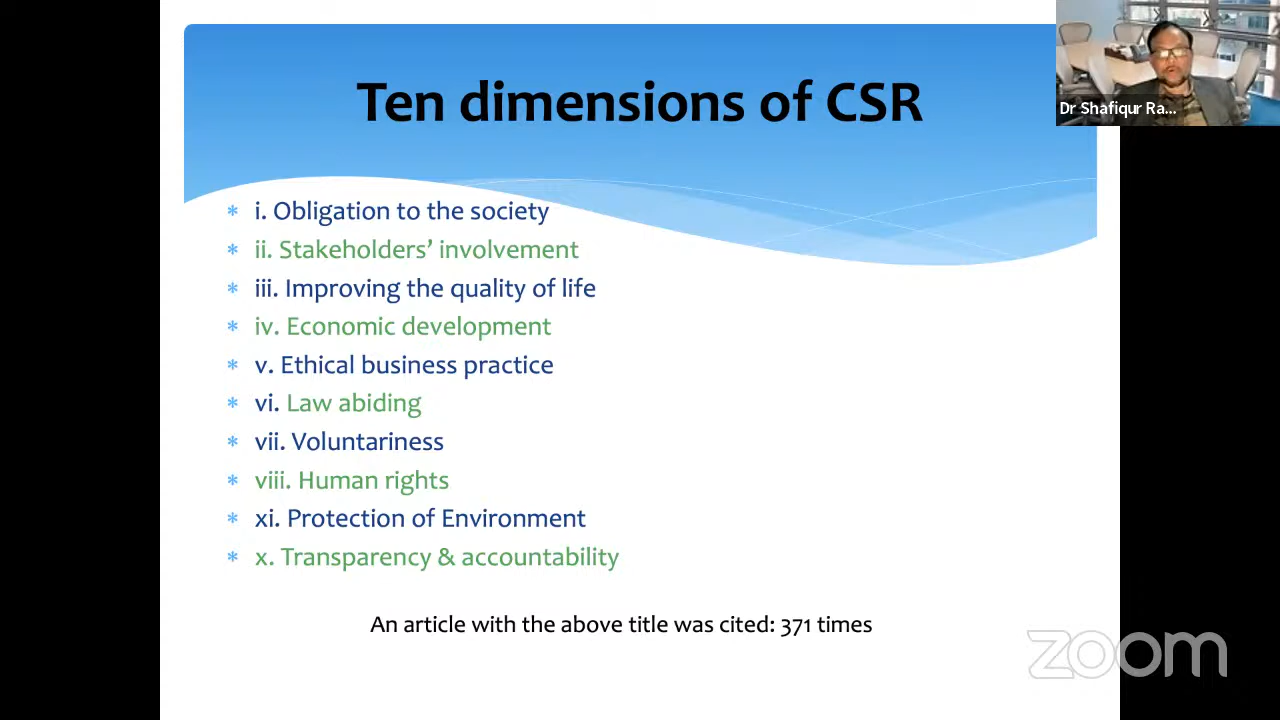 Ten dimensions of CSR
Dr Shafiqur Ra...
* i. Obligation to the society
* ii. Stakeholders’ involvement
* iii. Improving the quality of life
* iv. Economic development
* v. Ethical business practice
* vi. Law abiding
* vii. Voluntariness
* viii. Human rights
* xi. Protection of Environment
* x. Transparency & accountability
An article with the above title was cited: 371 times
zoom